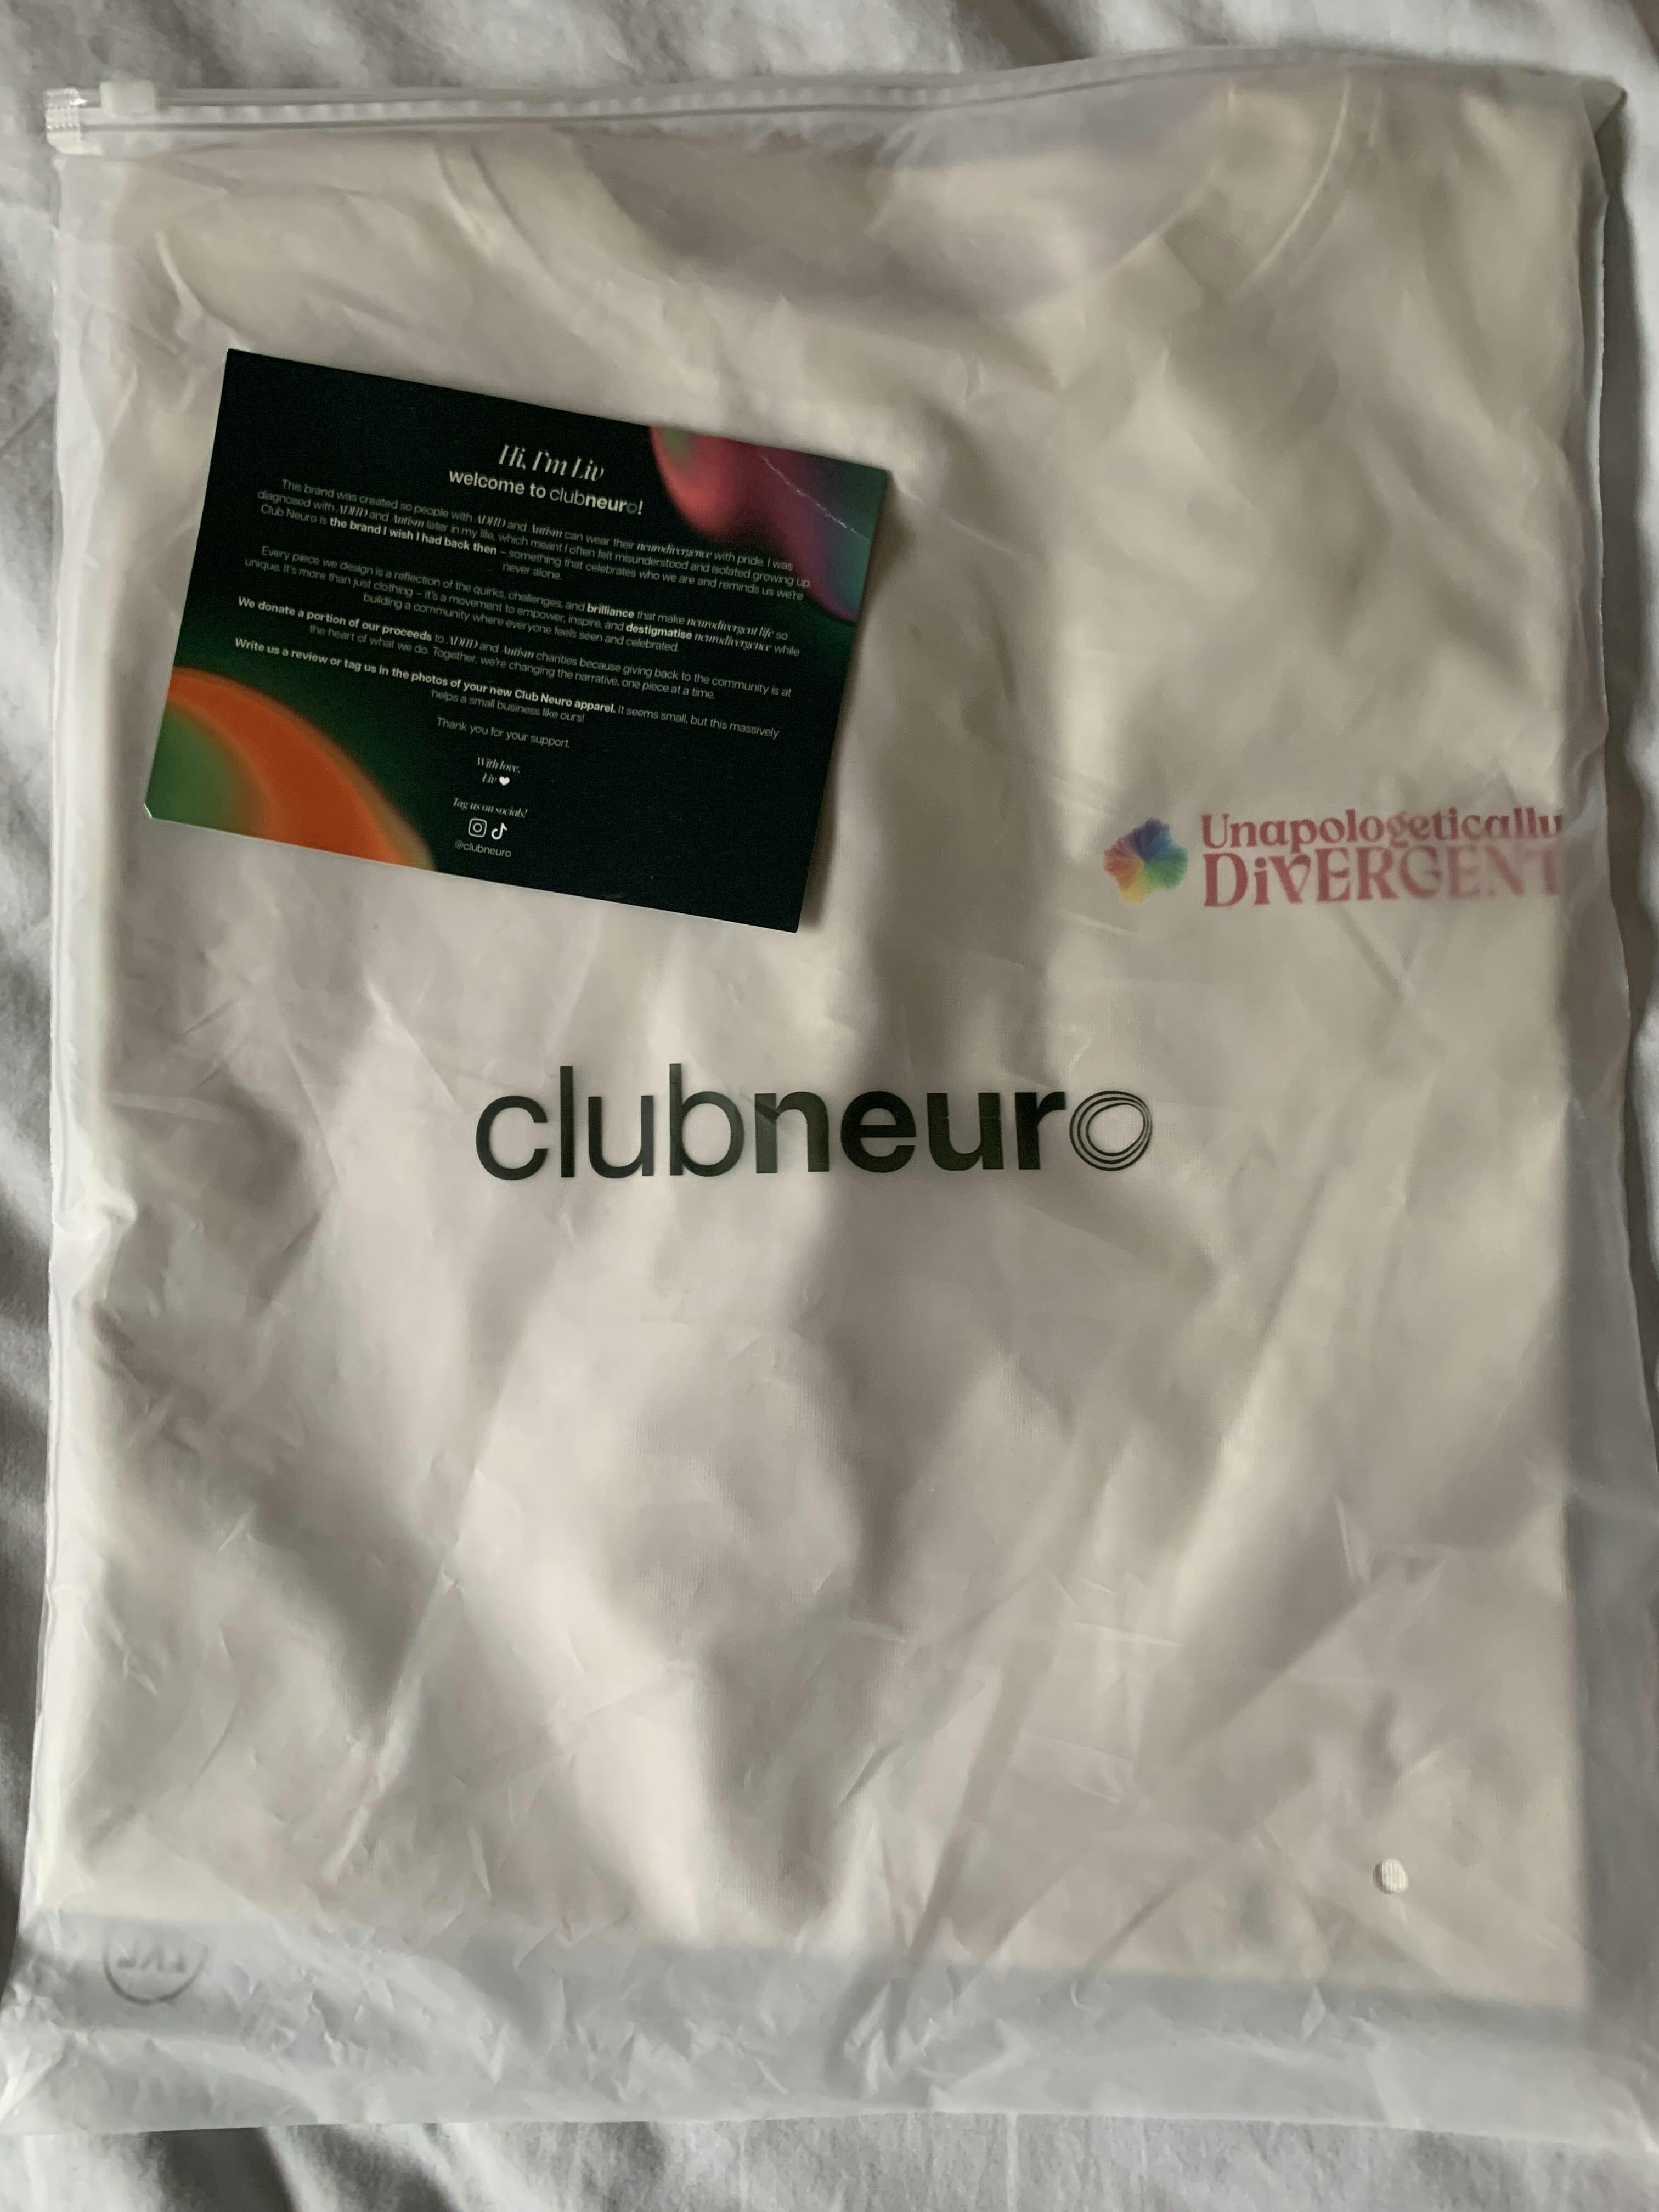 Hi, I'm Liv
welcome to clubneuro!
This brand was created so people with ADHD and Autism can wear their neurodivergence with pride. I was
diagnosed with ADHD and Autism later in my life, which meant I often felt misunderstood and isolated growing up.
Club Neuro is the brand I wish I had back then – something that celebrates who we are and reminds us we're
never alone.
Every piece we design is a reflection of the quirks, challenges, and brilliance that make neurodivergent life so
unique. It's more than just clothing – it's a movement to empower, inspire, and destigmatise neurodivergence while
building a community where everyone feels seen and celebrated.
We donate a portion of our proceeds to ADHD and Autism charities because giving back to the community is at
the heart of what we do. Together, we're changing the narrative, one piece at a time.
Write us a review or tag us in the photos of your new Club Neuro apparel. It seems small, but this massively
helps a small business like ours!
Thank you for your support.
With love,
Liv
Tag us on socials!
@clubneuro
Unapologetically
DiVERGENT
clubneuro